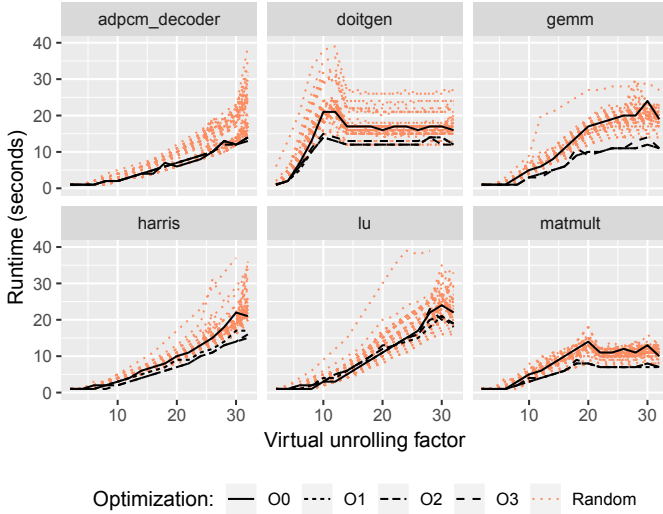 adpcm_decoder doitgen gemm
40
30
20
10
0
harris lu matmult
40
30
20
10
0
10 20 30 10 20 30 10 20 30
Runtime (seconds)
Virtual unrolling factor
Optimization: O0 O1 O2 O3 Random